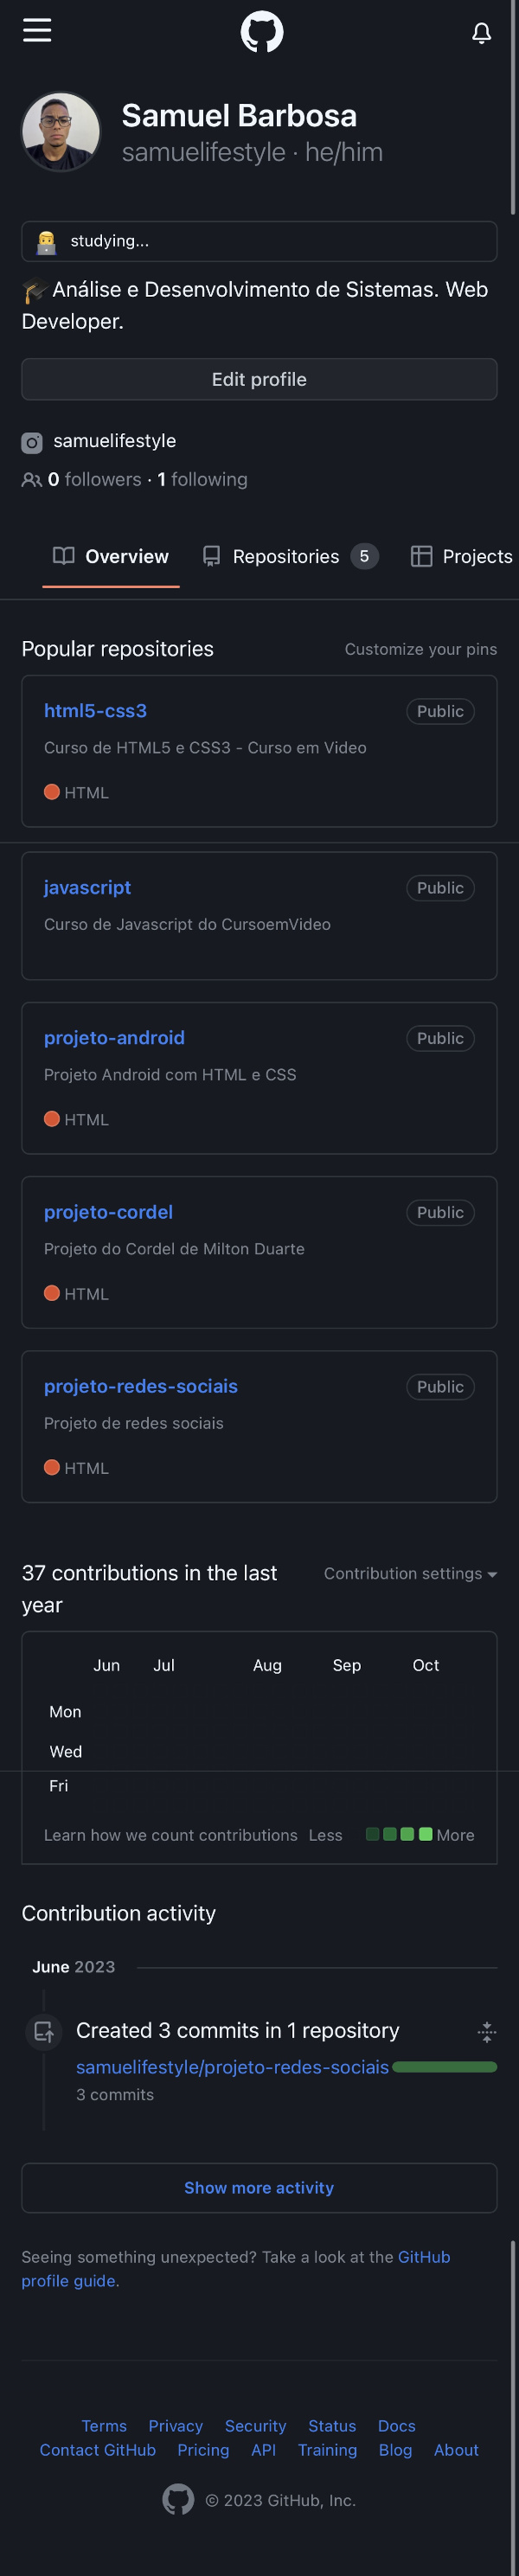 Samuel Barbosa
samuelifestyle · he/him
studying...
Análise e Desenvolvimento de Sistemas. Web
Developer.
Edit profile
samuelifestyle
0 followers · 1 following
Overview Repositories 5 Projects
Popular repositories Customize your pins
html5-css3 Public
Curso de HTML5 e CSS3 - Curso em Video
HTML
javascript Public
Curso de Javascript do CursoemVideo
projeto-android Public
Projeto Android com HTML e CSS
HTML
projeto-cordel Public
Projeto do Cordel de Milton Duarte
HTML
projeto-redes-sociais Public
Projeto de redes sociais
HTML
37 contributions in the last Contribution settings
year
Jun Jul Aug Sep Oct
Mon
Wed
Fri
Learn how we count contributions Less More
Contribution activity
June 2023
Created 3 commits in 1 repository
samuelifestyle/projeto-redes-sociais
3 commits
Show more activity
Seeing something unexpected? Take a look at the GitHub
profile guide.
Terms Privacy Security Status Docs
Contact GitHub Pricing API Training Blog About
© 2023 GitHub, Inc.